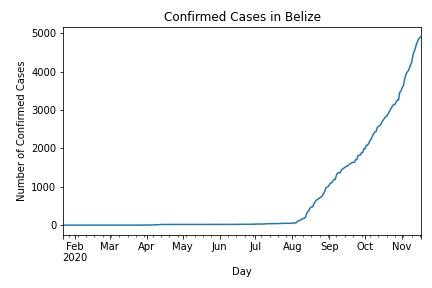 Confirmed Cases in Belize
Number of Confirmed Cases
5000
4000
3000
2000
1000
0
Feb Mar Apr May Jun Jul Aug Sep Oct Nov
2020
Day